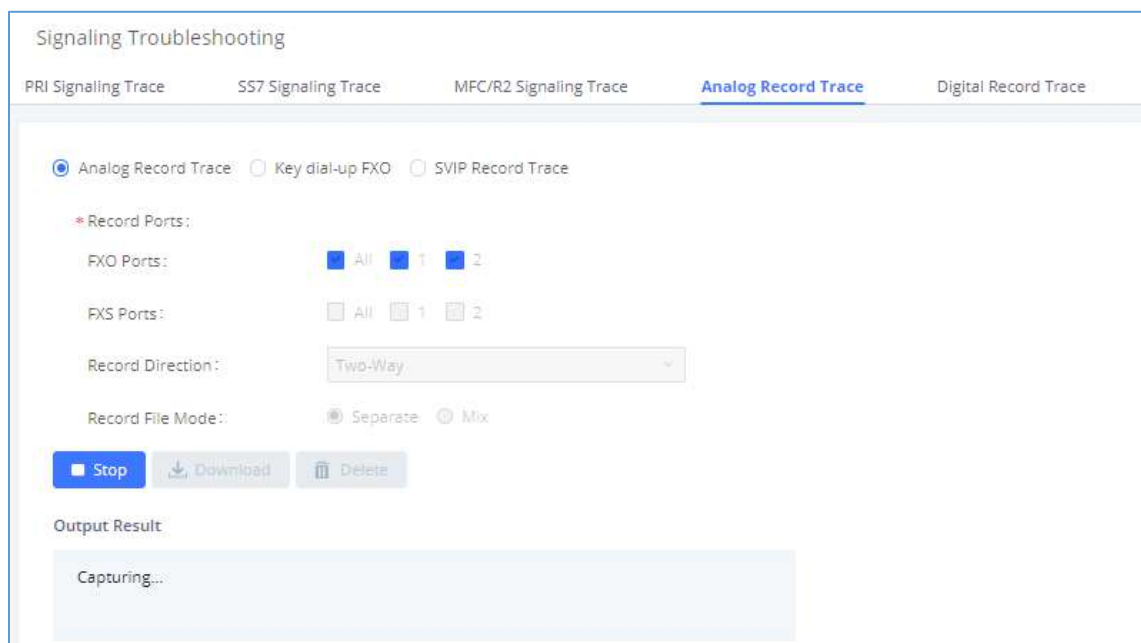 Signaling Troubleshooting
PRI Signaling Trace SS7 Signaling Trace MFC/R2 Signaling Trace Analog Record Trace Digital Record Trace
Analog Record Trace Key dial-up FXO SVIP Record Trace
* Record Ports:
FXO Ports: All 1 2
FXS Ports: All 1 2
Record Direction: Two-Way
Record File Mode: Separate Mix
Stop Download Delete
Output Result
Capturing...